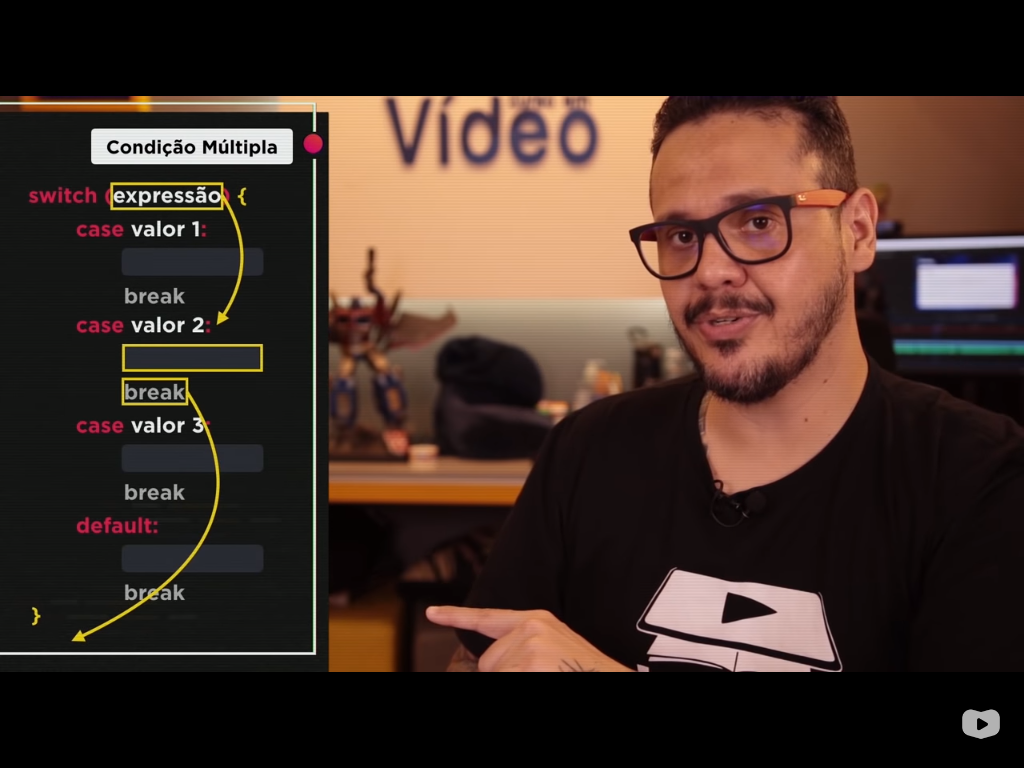 Condição Múltipla
switch (expressão) {
case valor 1:
break
case valor 2:
break
case valor 3:
break
default:
break
}
Vídeo